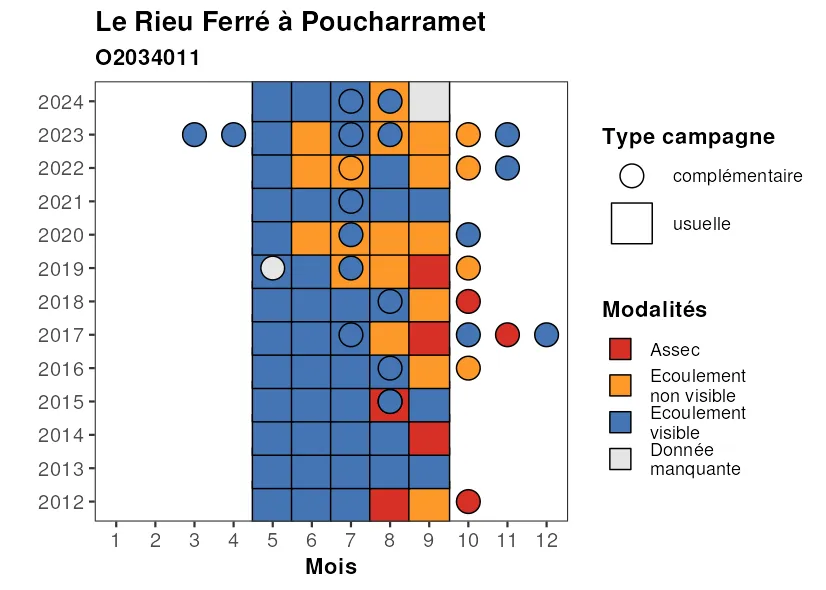 Le Rieu Ferré à Poucharramet
O2034011
2024
2023
2022
2021
2020
2019
2018
2017
2016
2015
2014
2013
2012
1 2 3 4 5 6 7 8 9 10 11 12
Mois
Type campagne
complémentaire
usuelle
Modalités
Assec
Ecoulement
non visible
Ecoulement
visible
Donnée
manquante